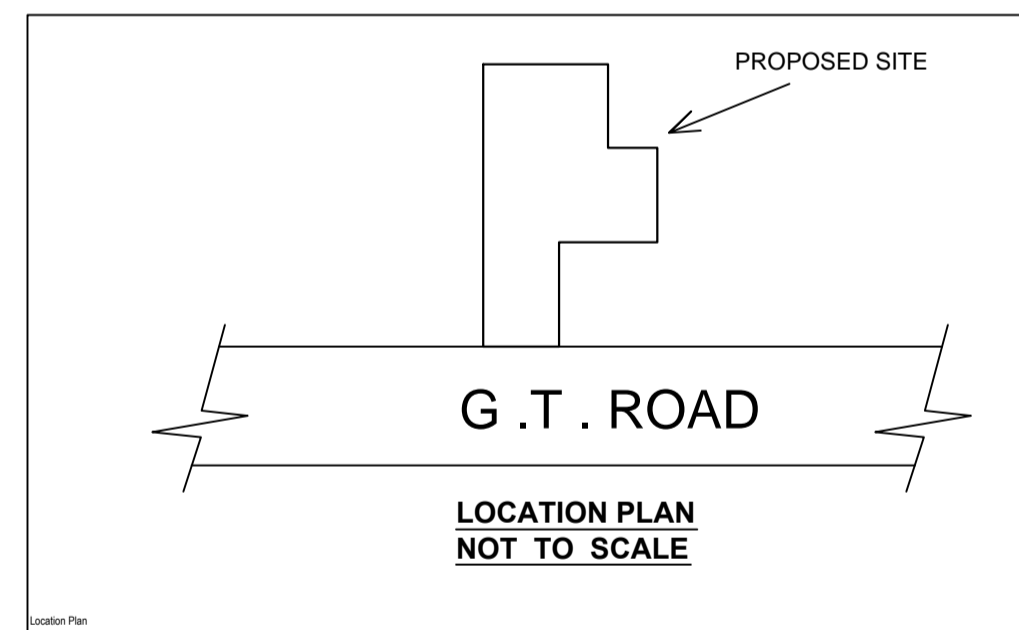 PROPOSED SITE
G .T . ROAD
LOCATION PLAN
NOT TO SCALE
Location Plan